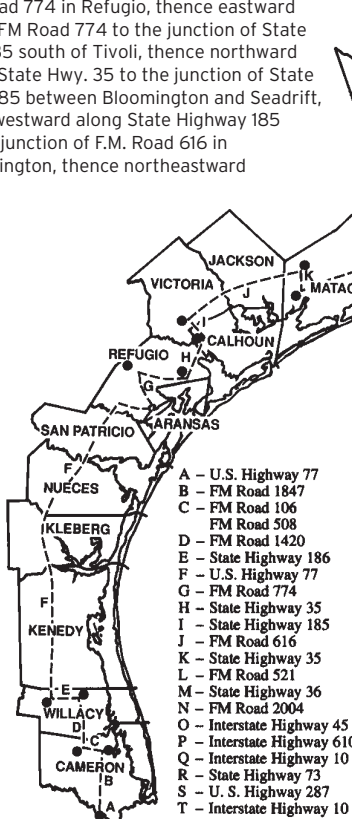 ad 774 in Refugio, thence eastward
FM Road 774 to the junction of State
35 south of Tivoli, thence northward
State Hwy. 35 to the junction of State
185 between Bloomington and Seadrift,
westward along State Highway 185
junction of F.M. Road 616 in
ington, thence northeastward
JACKSON
K
VICTORIA
J
MATAG
I
CALHOUN
REFUGIO
H
G
ARANSAS
SAN PATRICIO
F
NUECES
KLEBERG
F
KENEDY
E
WILLACY
D
C
CAMERON
B
A
A – U.S. Highway 77
B – FM Road 1847
C – FM Road 106
FM Road 508
D – FM Road 1420
E – State Highway 186
F – U.S. Highway 77
G – FM Road 774
H – State Highway 35
I – State Highway 185
J – FM Road 616
K – State Highway 35
L – FM Road 521
M – State Highway 36
N – FM Road 2004
O – Interstate Highway 45
P – Interstate Highway 610
Q – Interstate Highway 10
R – State Highway 73
S – U. S. Highway 287
T – Interstate Highway 10